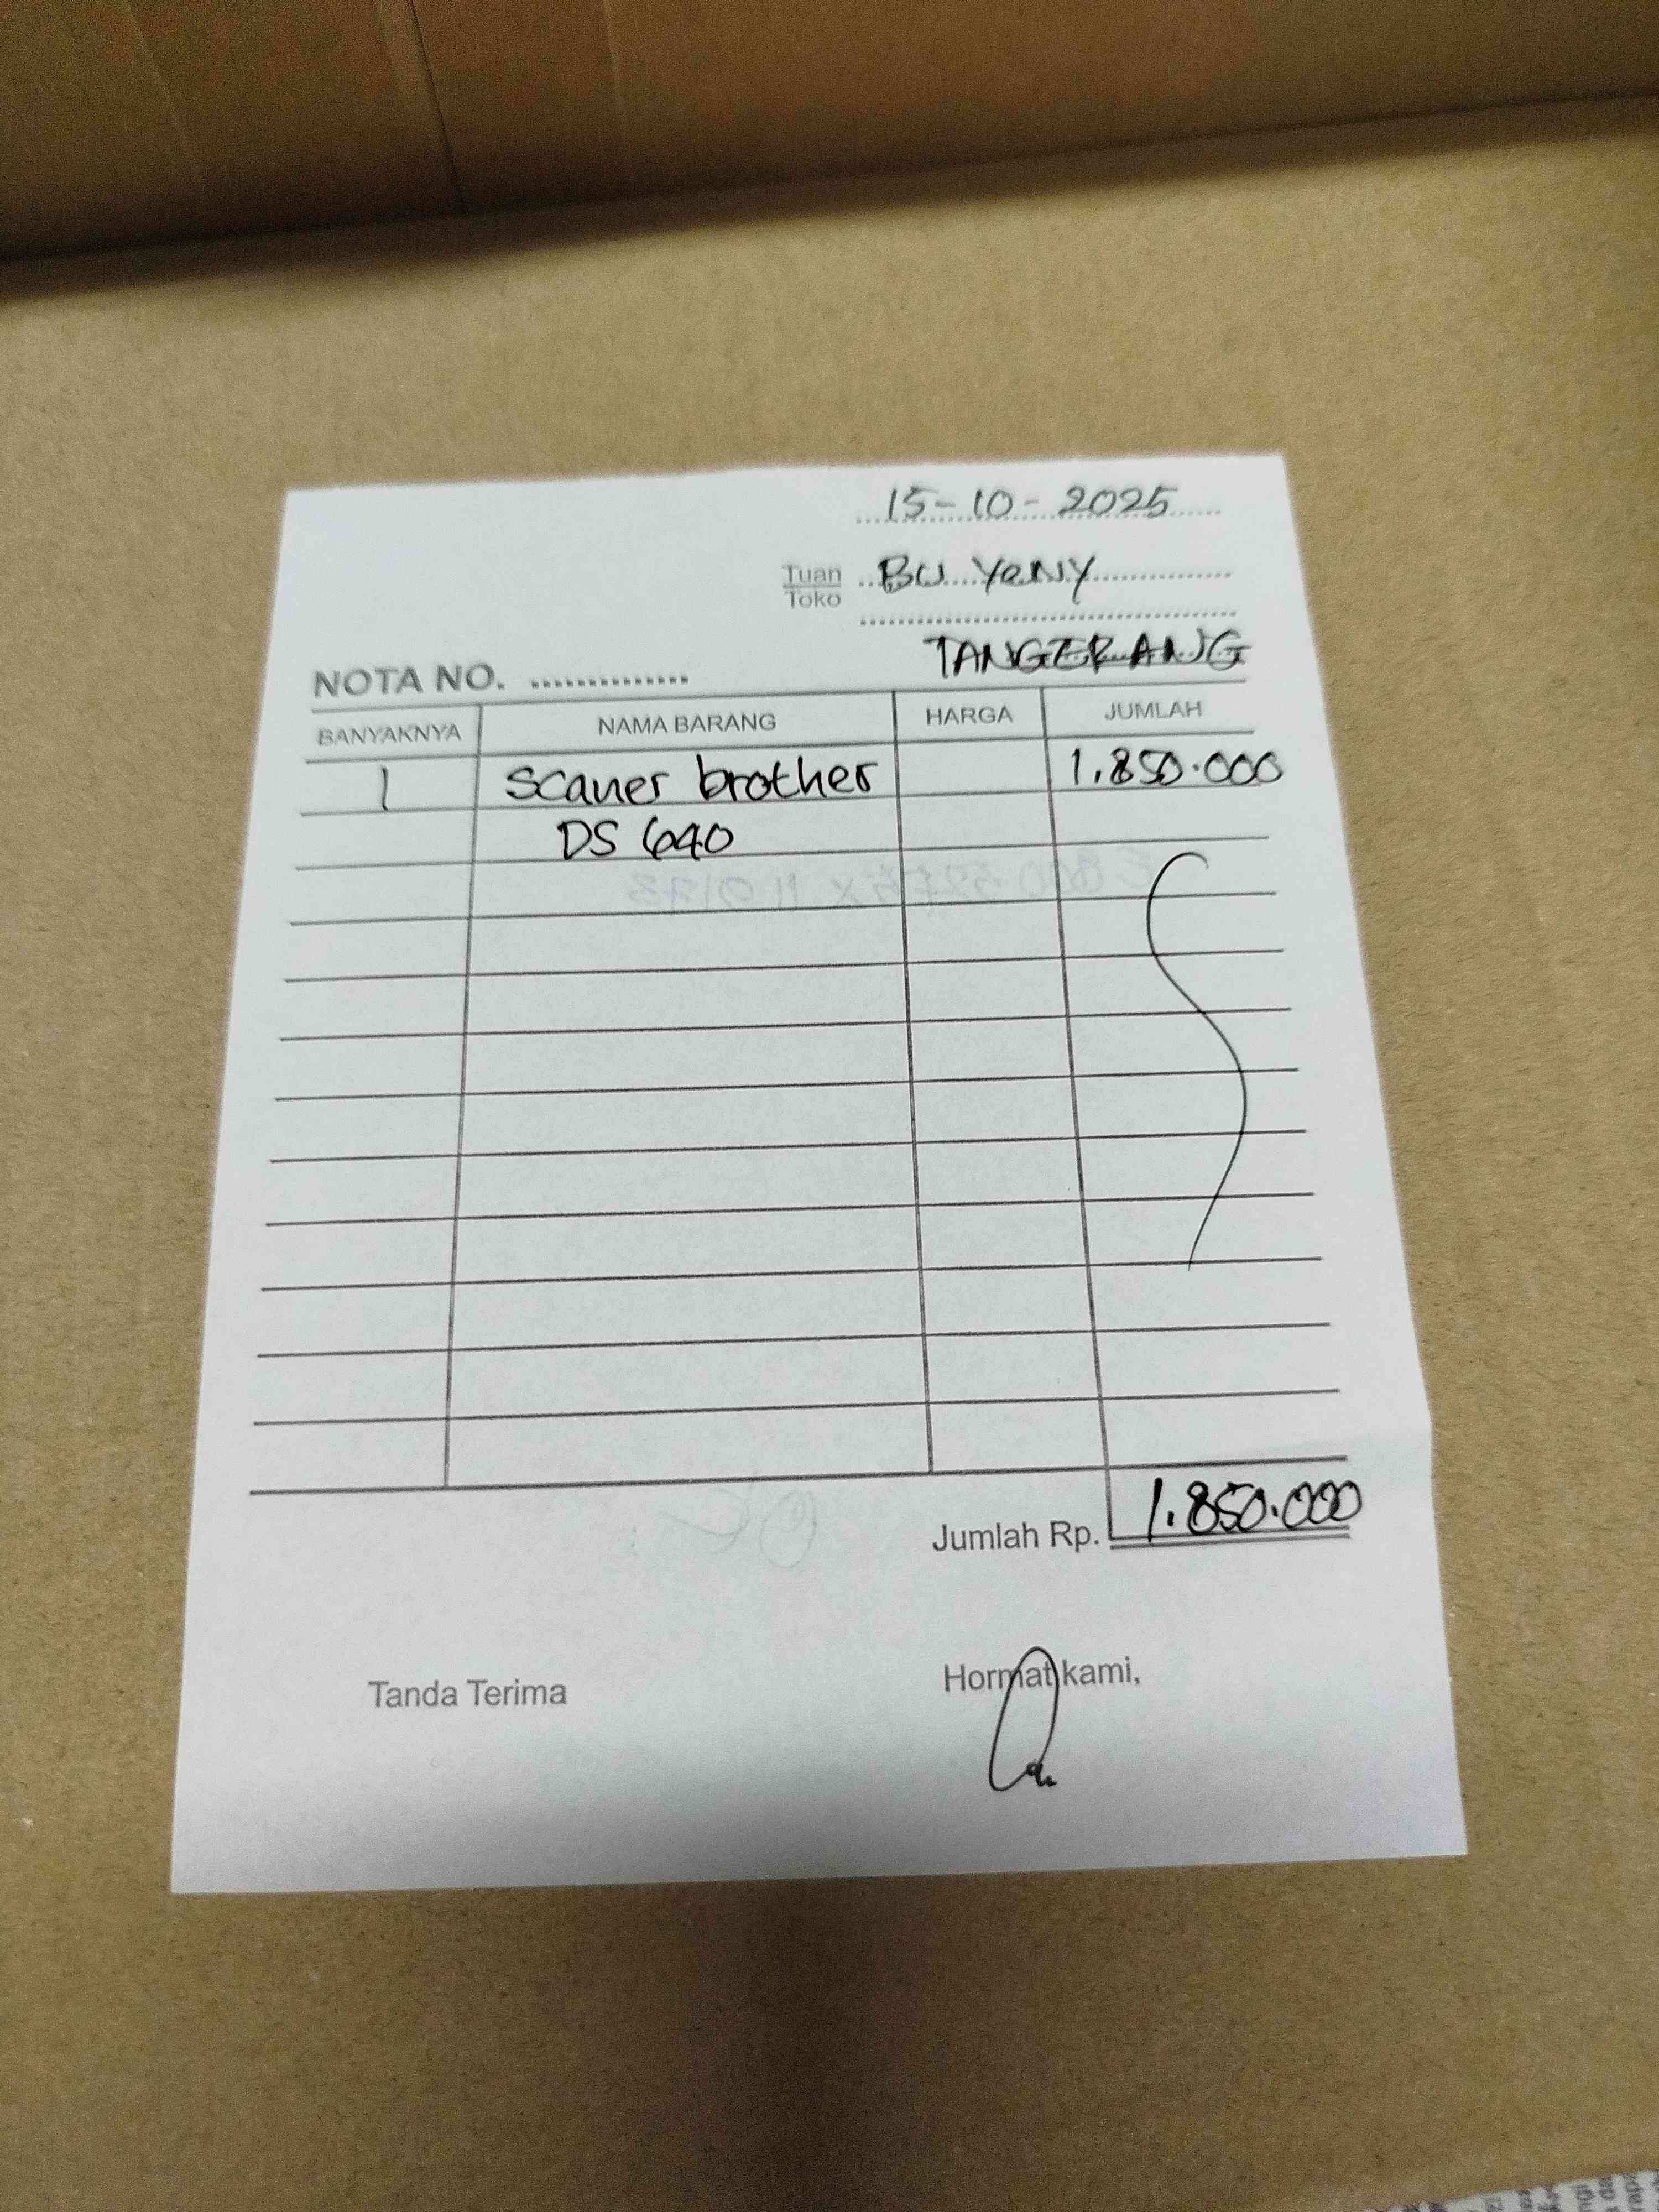 15-10-2025
Tuan
Toko
BU YeNY
TANGERANG
NOTA NO. ..............
BANYAKNYA NAMA BARANG HARGA JUMLAH
1 scaner brother 1.850.000
DS 640
Jumlah Rp. 1.850.000
Tanda Terima Hormat kami,